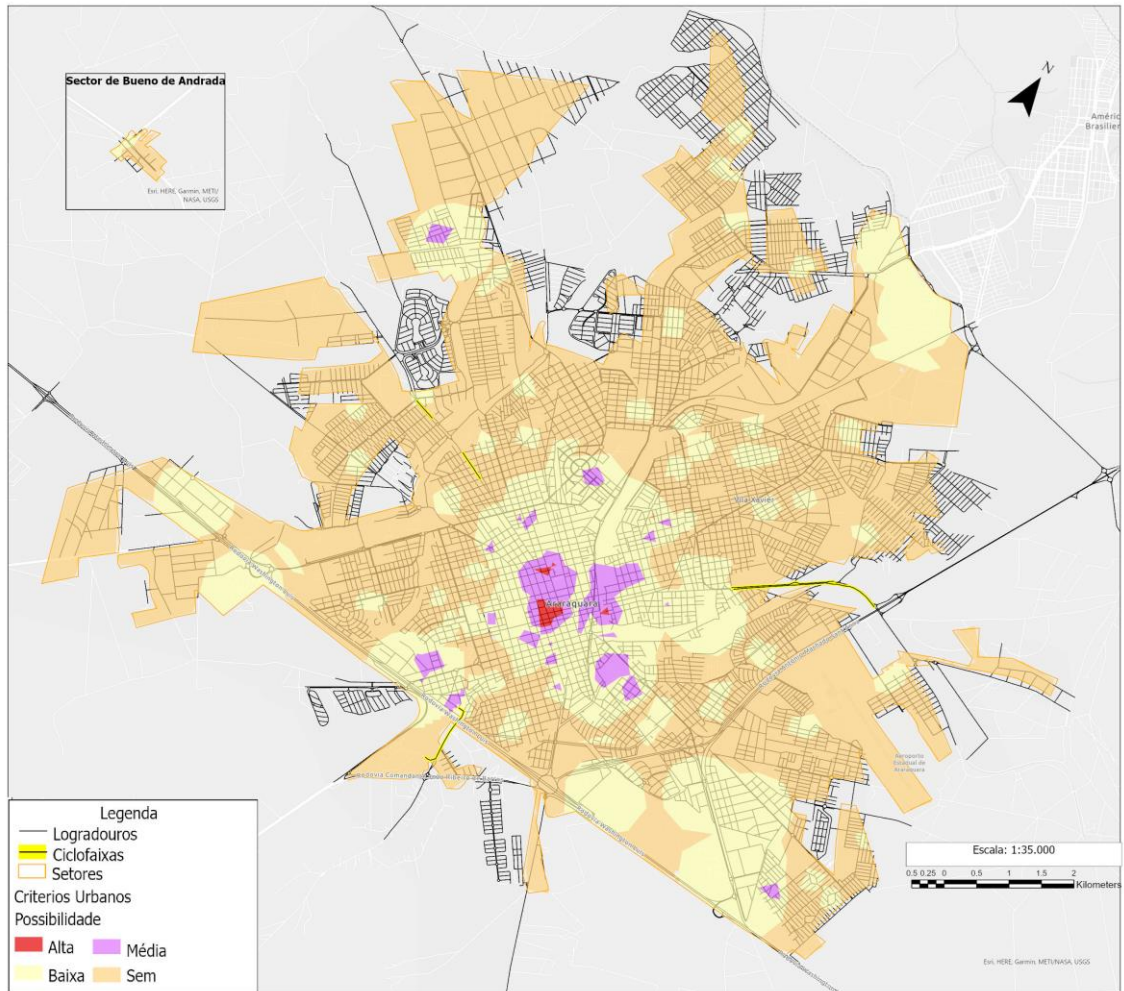 Sector de Bueno de Andrada
Esri, HERE, Garmin, METI/
NASA, USGS
N
Améric
Brasilien
Vila Xavier
Araraquara
Aeroporto
Estadual de
Araraquara
Legenda
Logradouros
Ciclofaixas
Setores
Criterios Urbanos
Possibilidade
Alta
Média
Baixa
Sem
Escala: 1:35.000
0.5 0.25 0 0.5 1 1.5 2
Kilometers
Esri, HERE, Garmin, METI/NASA, USGS